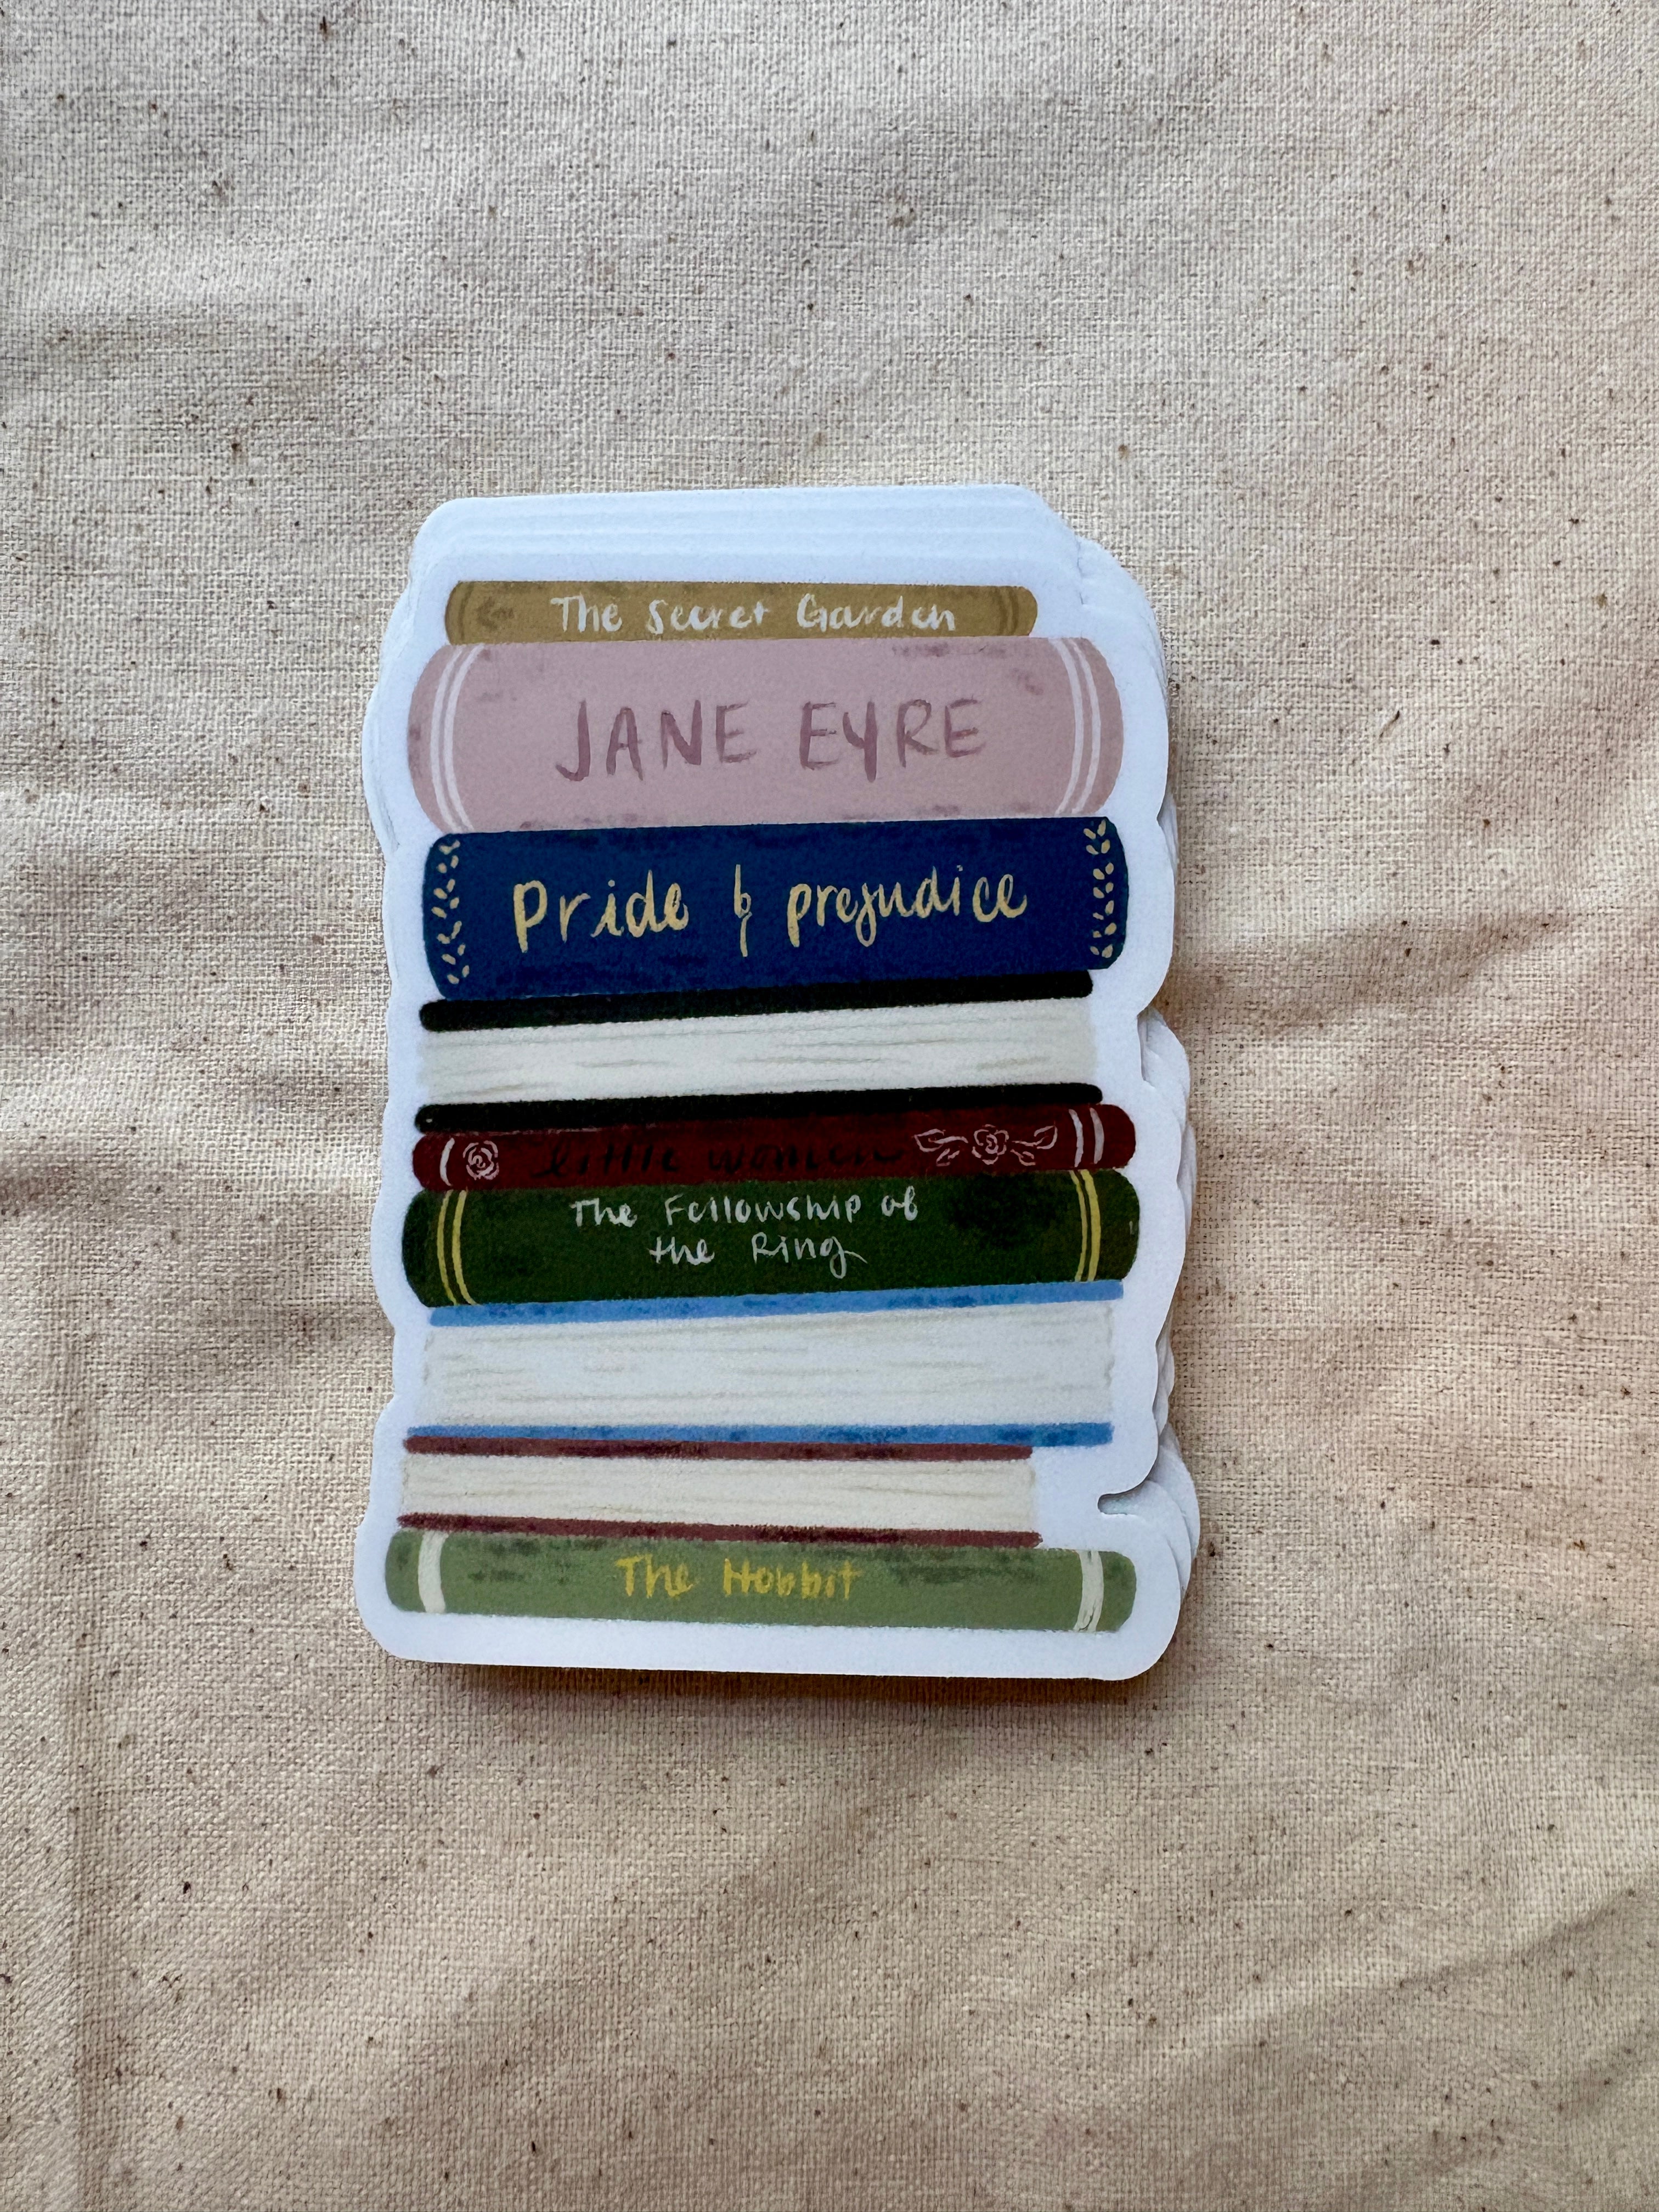 The Secret Garden
JANE EYRE
Pride & prejudice
little women
The Fellowship of
the Ring
The Hobbit